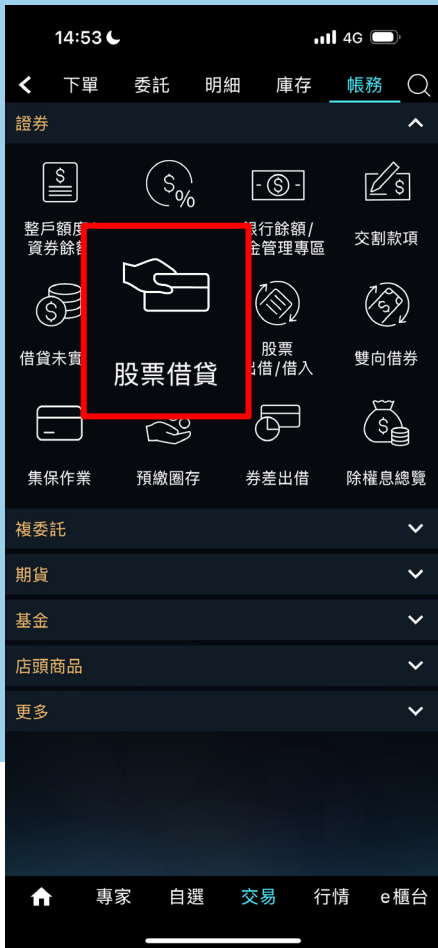 14:53
4G
下單 委託 明細 庫存 帳務
證券
整戶額度/
資券餘額
銀行餘額/
金管理專區
交割款項
股票借貸
借貸未實
股票
出借/借入
雙向借券
集保作業 預繳圈存 券差出借 除權息總覽
複委託
期貨
基金
店頭商品
更多
專家 自選 交易 行情 e櫃台